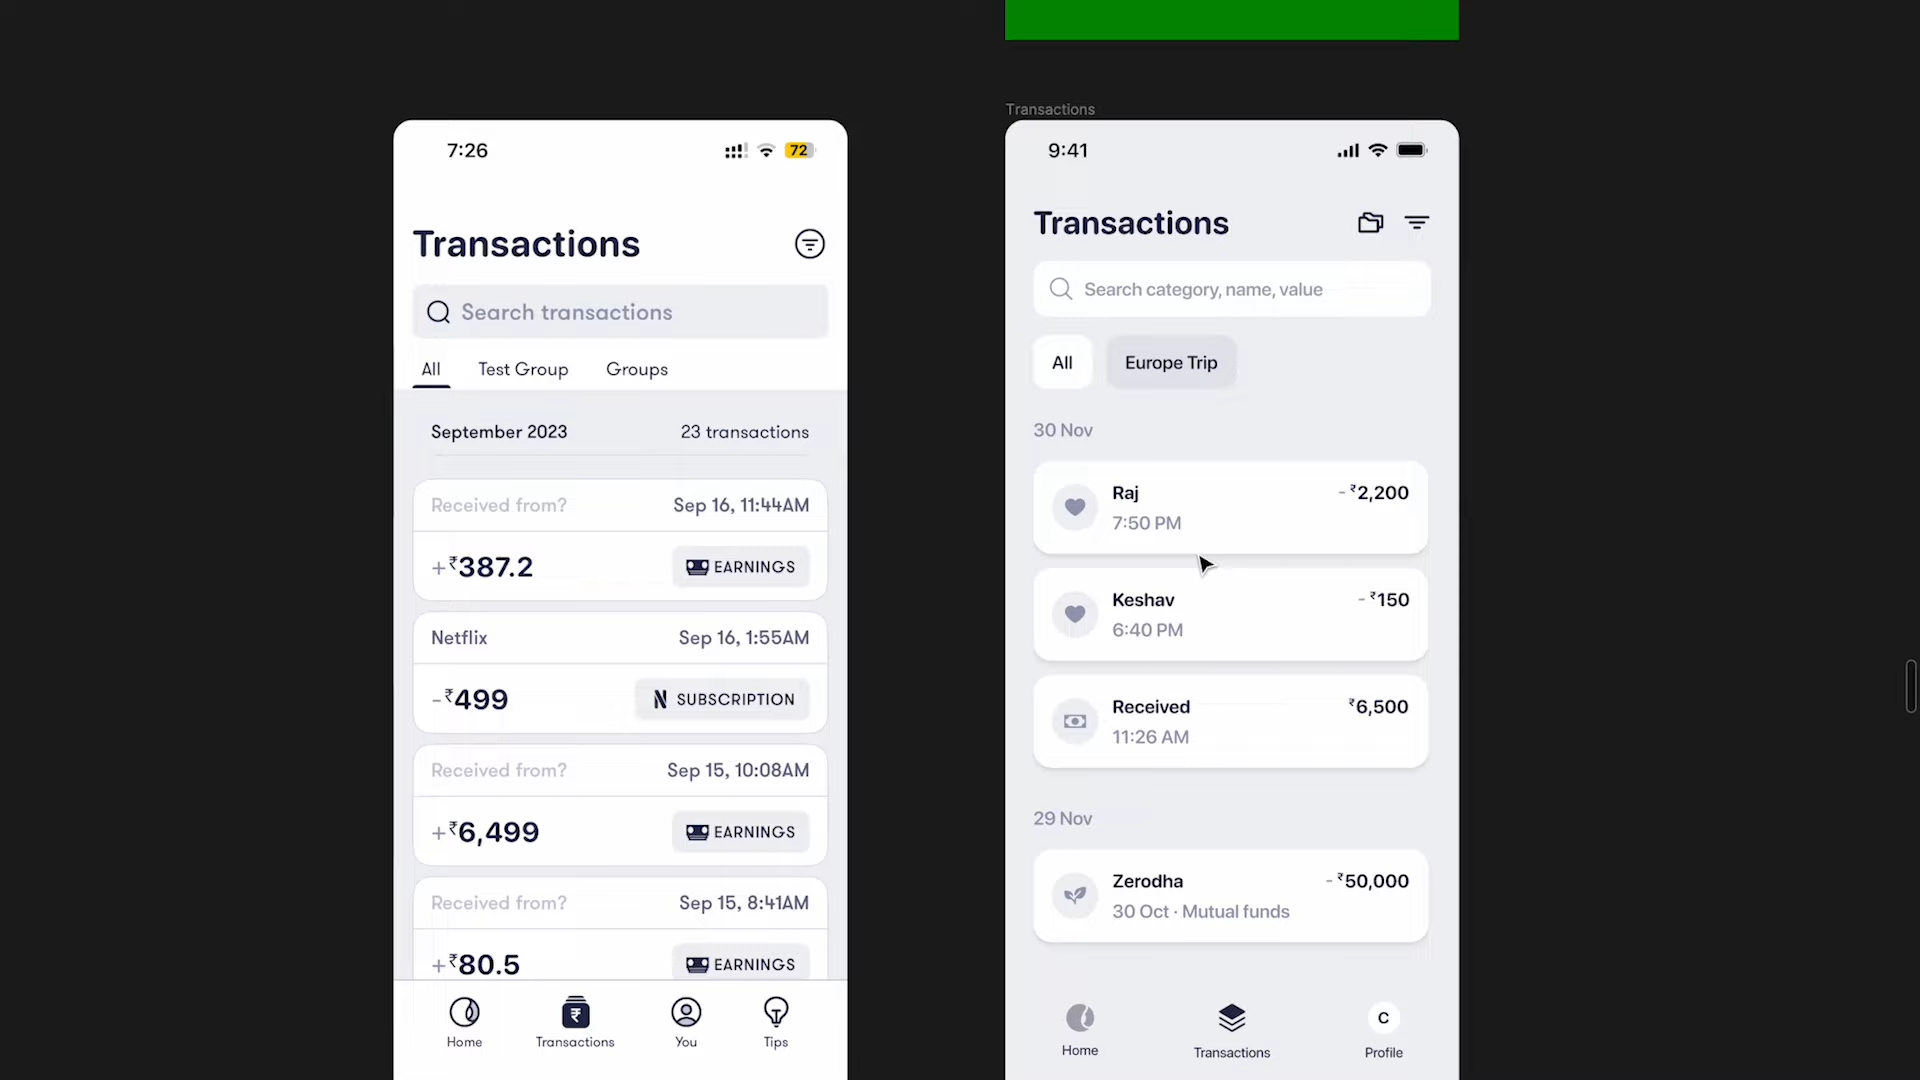 7:26
72
Transactions
Search transactions
All Test Group Groups
September 2023 23 transactions
Received from? Sep 16, 11:44AM
+₹387.2 EARNINGS
Netflix Sep 16, 1:55AM
-₹499 N SUBSCRIPTION
Received from? Sep 15, 10:08AM
+₹6,499 EARNINGS
Received from? Sep 15, 8:41AM
+₹80.5 EARNINGS
Home Transactions You Tips
Transactions
9:41
Transactions
Search category, name, value
All Europe Trip
30 Nov
Raj -₹2,200
7:50 PM
Keshav -₹150
6:40 PM
Received ₹6,500
11:26 AM
29 Nov
Zerodha -₹50,000
30 Oct · Mutual funds
C
Home Transactions Profile